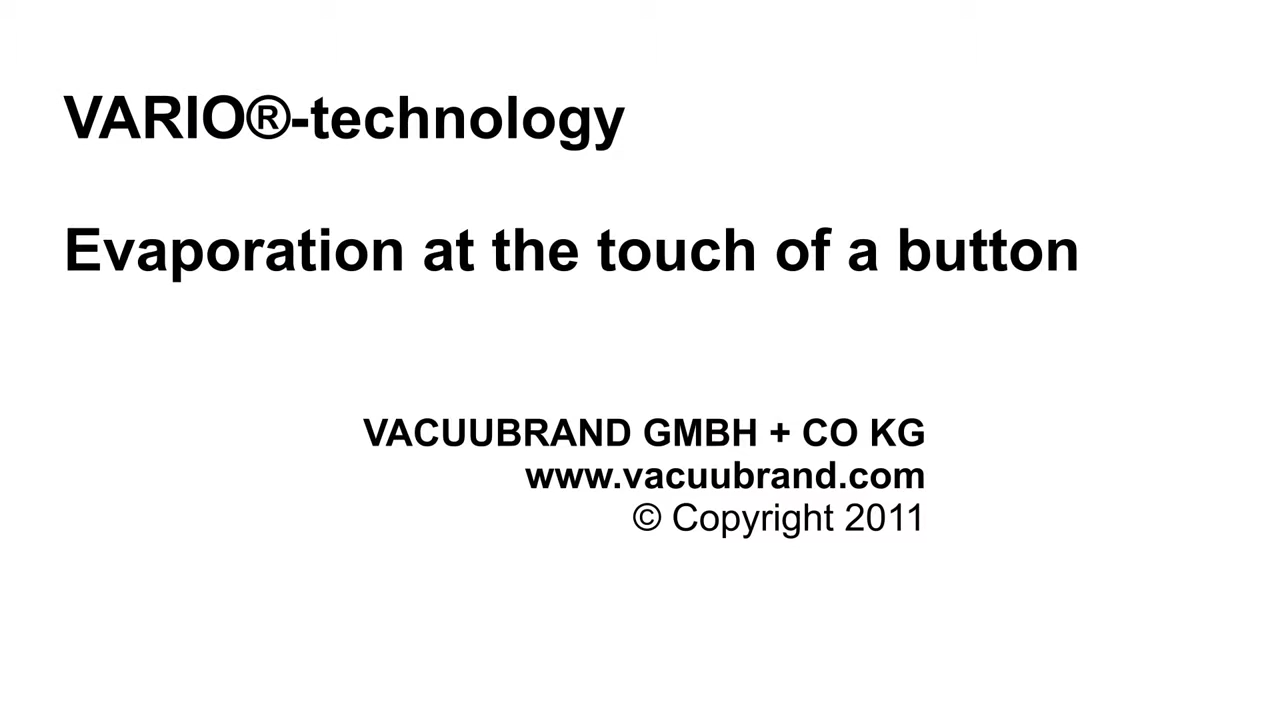 VARIO®-technology
Evaporation at the touch of a button
VACUUBRAND GMBH + CO KG
www.vacuubrand.com
© Copyright 2011